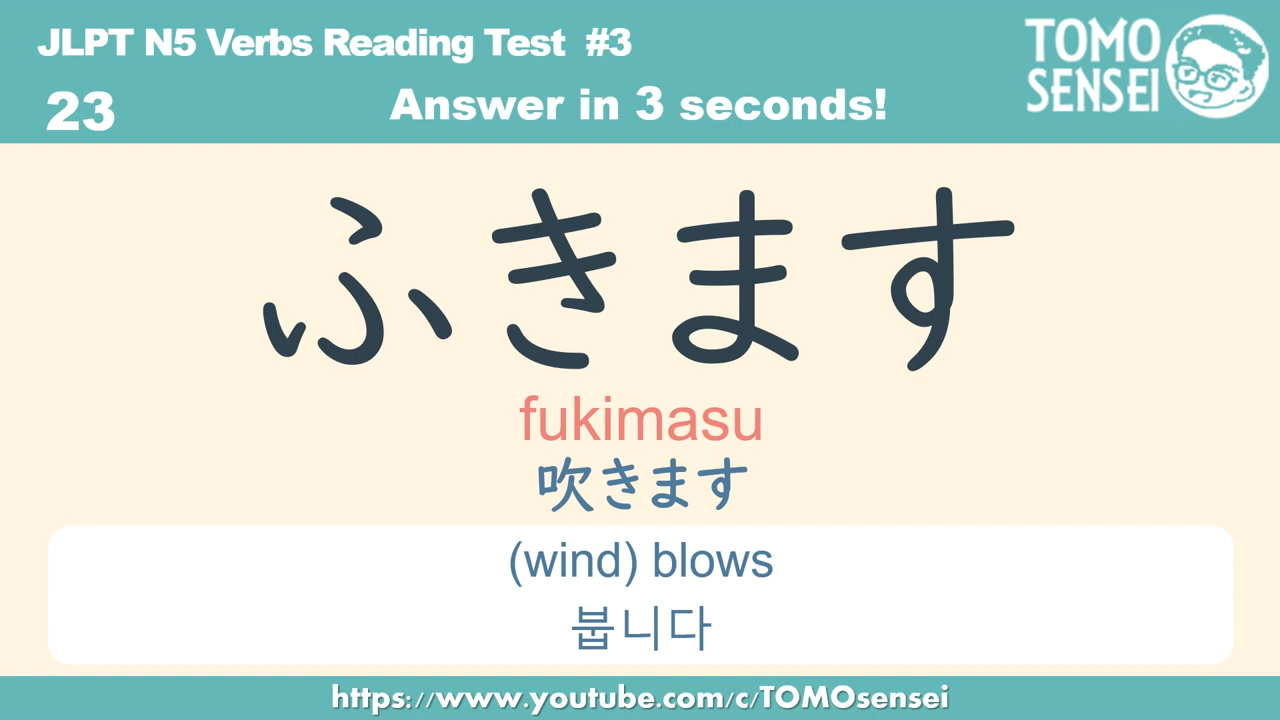 JLPT N5 Verbs Reading Test #3
TOMO
SENSEI
23
Answer in 3 seconds!
ふきます
fukimasu
吹きます
(wind) blows
붑니다
https://www.youtube.com/c/TOMOsensei